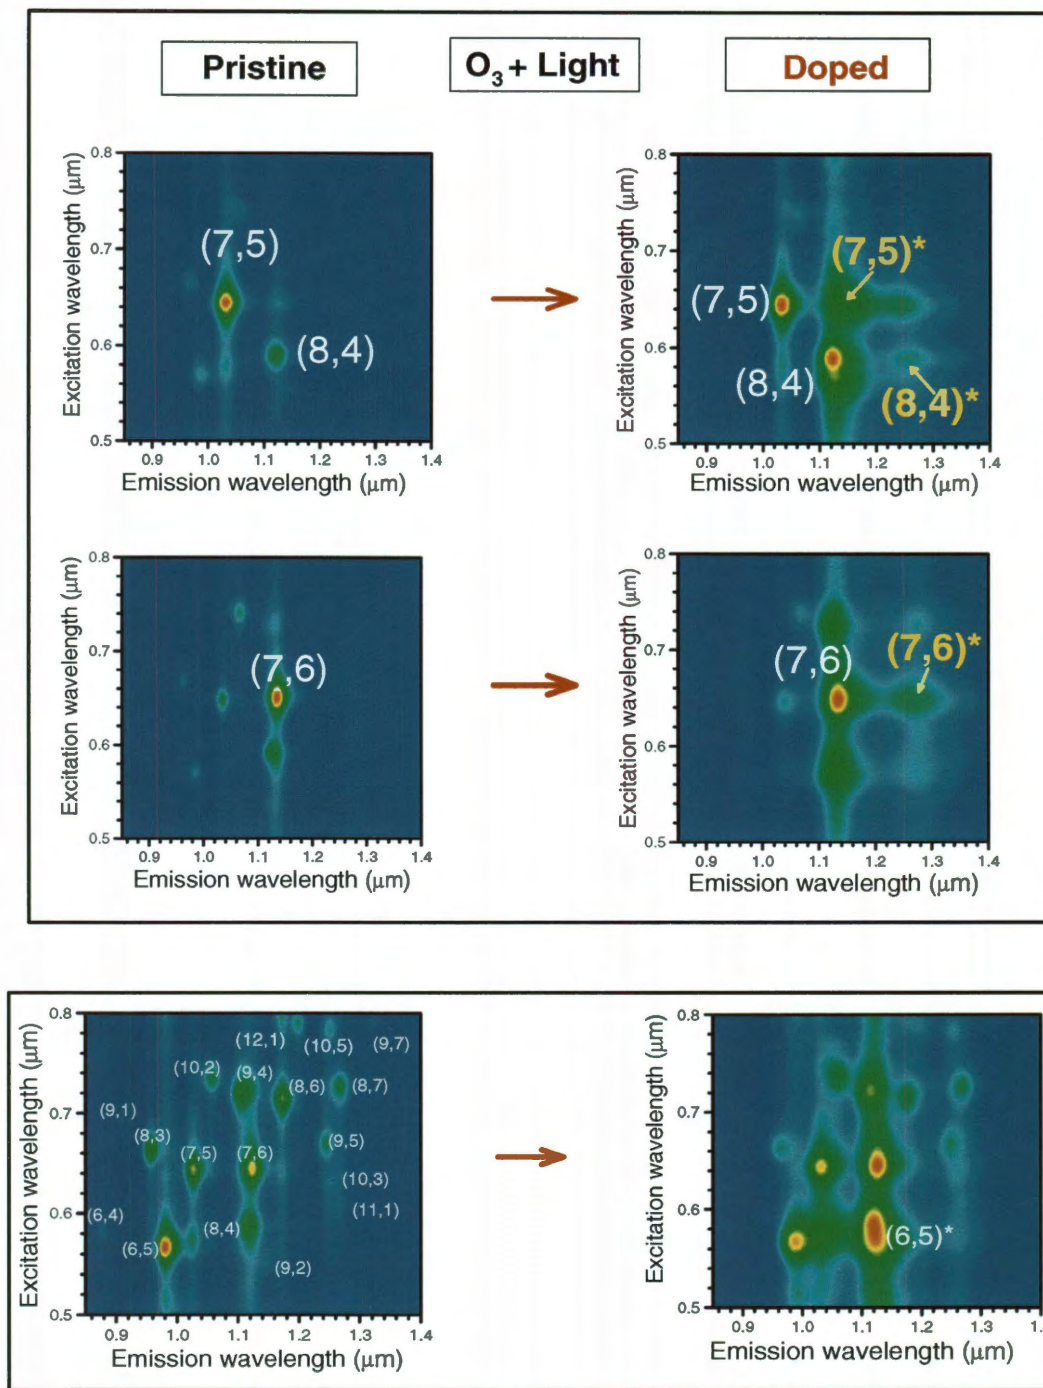 Pristine
O3 + Light
Doped
Excitation wavelength (μm)
0.8
0.7
0.6
0.5
(7,5)
(8,4)
0.9 1.0 1.1 1.2 1.3 1.4
Emission wavelength (μm)
Excitation wavelength (μm)
0.8
0.7
0.6
0.5
(7,5)*
(7,5)
(8,4)
(8,4)*
0.9 1.0 1.1 1.2 1.3 1.4
Emission wavelength (μm)
Excitation wavelength (μm)
0.8
0.7
0.6
0.5
(7,6)
0.9 1.0 1.1 1.2 1.3 1.4
Emission wavelength (μm)
Excitation wavelength (μm)
0.8
0.7
0.6
0.5
(7,6) (7,6)*
0.9 1.0 1.1 1.2 1.3 1.4
Emission wavelength (μm)
Excitation wavelength (μm)
0.8
0.7
0.6
0.5
(12,1) (10,5) (9,7)
(10,2) (9,4) (8,6) (8,7)
(9,1)
(8,3) (7,5) (7,6) (9,5)
(10,3)
(6,4) (8,4) (11,1)
(6,5)
(9,2)
0.9 1.0 1.1 1.2 1.3 1.4
Emission wavelength (μm)
Excitation wavelength (μm)
0.8
0.7
0.6
0.5
(6,5)*
0.9 1.0 1.1 1.2 1.3
Emission wavelength (μm)